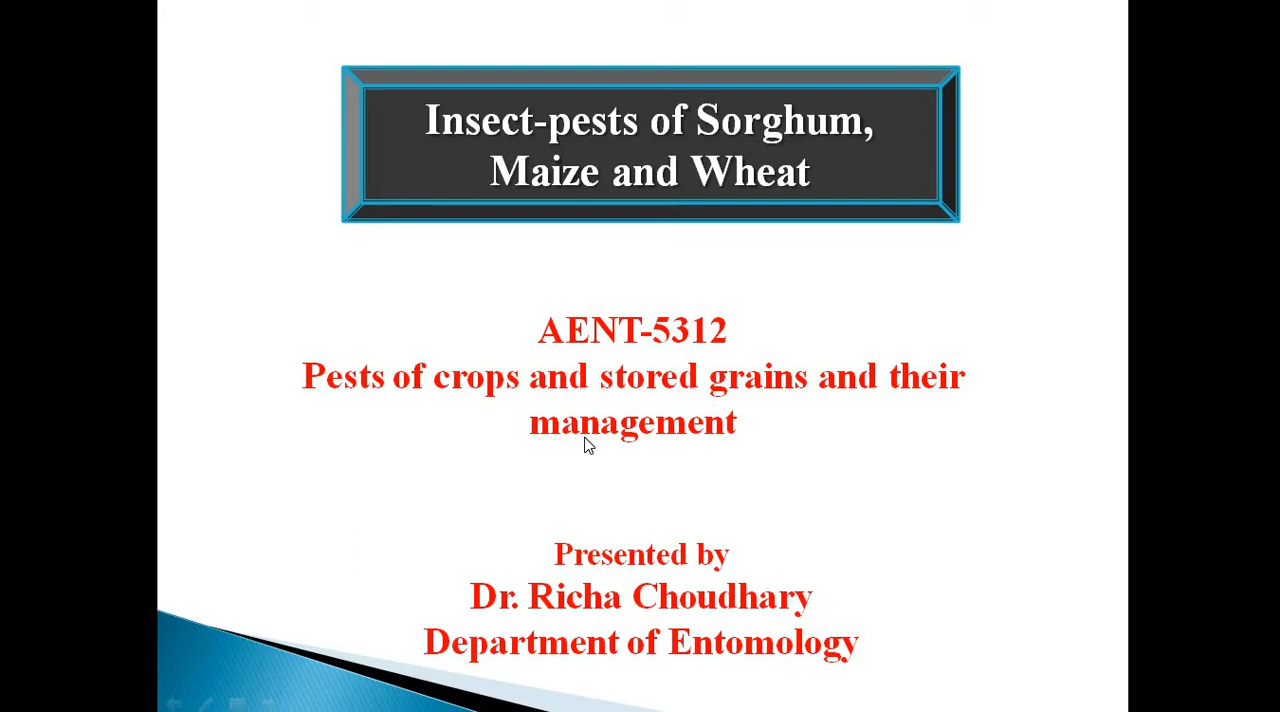 Insect-pests of Sorghum,
Maize and Wheat
AENT-5312
Pests of crops and stored grains and their
management
Presented by
Dr. Richa Choudhary
Department of Entomology